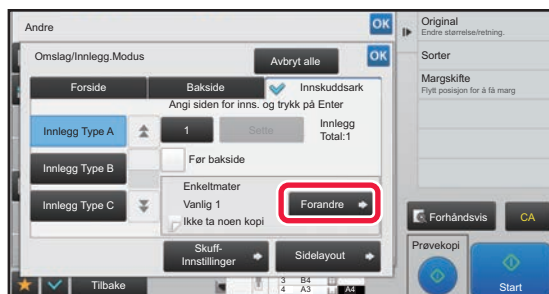 Andre
OK
Omslag/Innlegg.Modus
Avbryt alle
OK
Forside
Bakside
Innskuddsark
Angi siden for inns. og trykk på Enter
Innlegg Type A
1
Sette
Innlegg
Total:1
Innlegg Type B
Før bakside
Innlegg Type C
Enkeltmater
Vanlig 1
Forandre
Ikke ta noen kopi
Skuff-
Innstillinger
Sidelayout
Tilbake
3 B4
4 A3
A4
Original
Endre størrelse/retning.
Sorter
Margskifte
Flytt posisjon for å få marg
Forhåndsvis
CA
Prøvekopi
Start